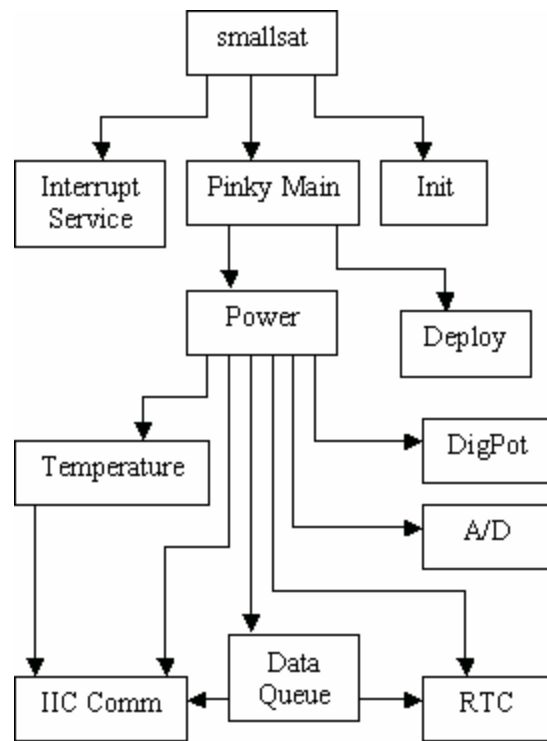 smallsat
Interrupt
Service
Pinky Main
Init
Power
Deploy
Temperature
DigPot
A/D
Data
Queue
IIC Comm
RTC